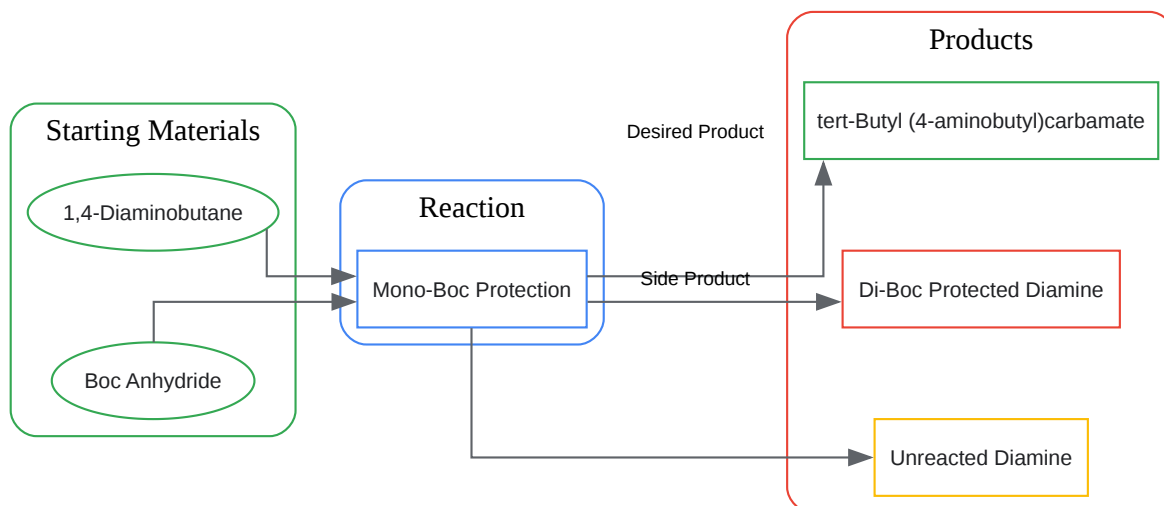 Starting Materials
1,4-Diaminobutane
Boc Anhydride
Reaction
Mono-Boc Protection
Desired Product
Side Product
Products
tert-Butyl (4-aminobutyl)carbamate
Di-Boc Protected Diamine
Unreacted Diamine